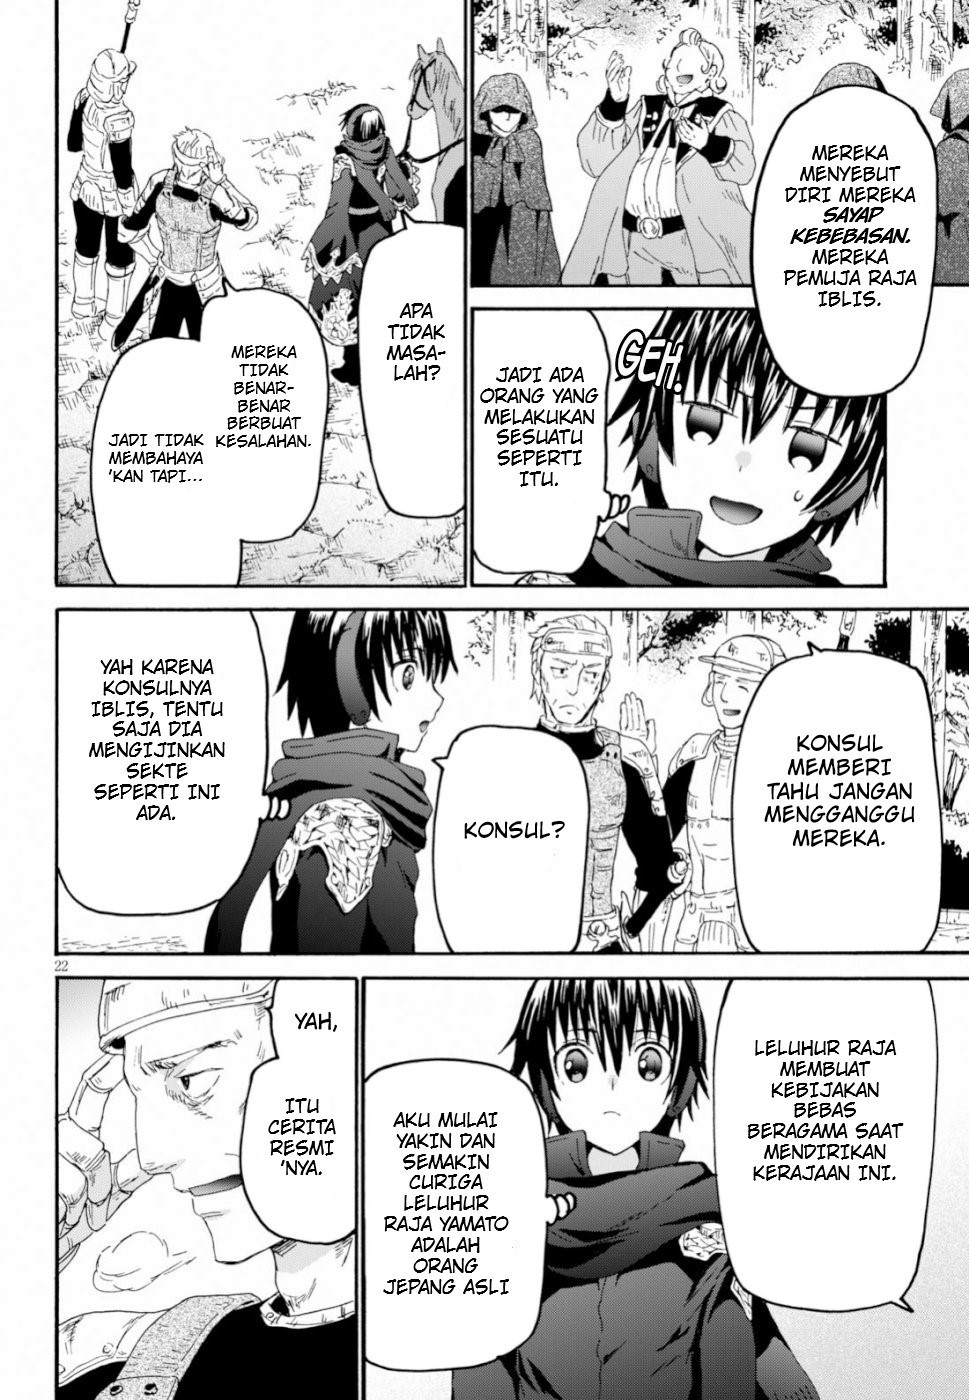 MEREKA
MENYEBUT
DIRI MEREKA
SAYAP
KEBEBASAN.
MEREKA
PEMUJA RAJA
IBLIS.
APA
TIDAK
MASA-
LAH?
MEREKA
TIDAK
BENAR-
BENAR
BERBUAT
KESALAHAN.
JADI TIDAK
MEMBAHAYA
'KAN TAPI...
GEH.
JADI ADA
ORANG YANG
MELAKUKAN
SESUATU
SEPERTI
ITU.
KONSUL
MEMBERI
TAHU JANGAN
MENGGANGGU
MEREKA.
KONSUL?
YAH KARENA
KONSULNYA
IBLIS, TENTU
SAJA DIA
MENGIJINKAN
SEKTE
SEPERTI INI
ADA.
22
LELUHUR RAJA
MEMBUAT
KEBIJAKAN
BEBAS
BERAGAMA SAAT
MENDIRIKAN
KERAJAAN INI.
AKU MULAI
YAKIN DAN
SEMAKIN
CURIGA
LELUHUR
RAJA YAMATO
ADALAH
ORANG
JEPANG ASLI
YAH,
ITU
CERITA
RESMI
'NYA.